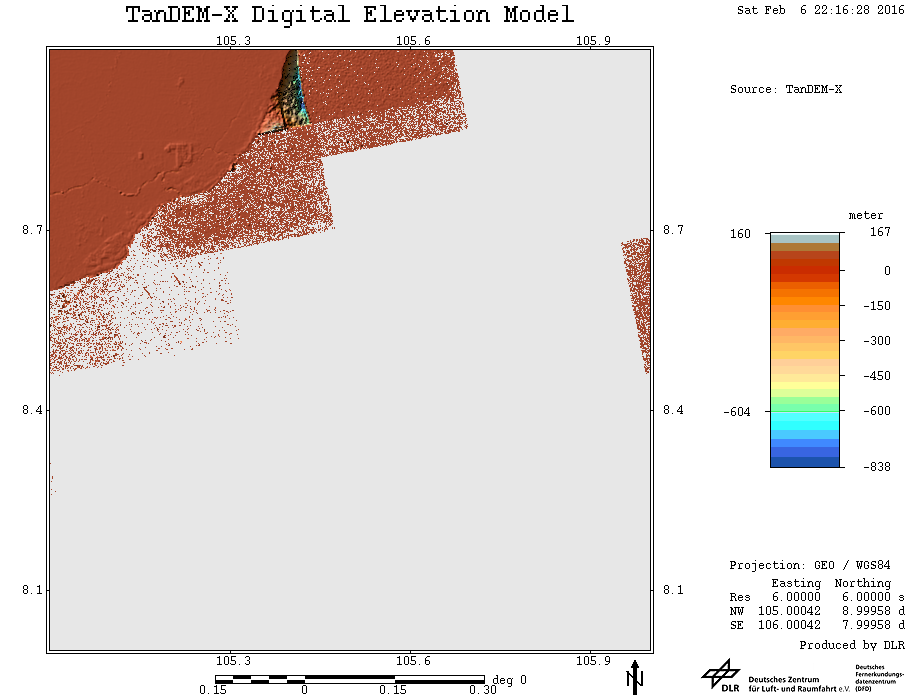 TanDEM-X Digital Elevation Model
Sat Feb 6 22:16:28 2016
105.3 105.6 105.9
Source: TanDEM-X
meter
8.7 8.7
160 167
0
-150
-300
-450
8.4 8.4
-604 -600
-838
Projection: GEO / WGS84
Easting Northing
8.1 8.1
Res 6.00000 6.00000 s
NW 105.00042 8.99958 d
SE 106.00042 7.99958 d
Produced by DLR
105.3 105.6 105.9
deg 0
0.15 0 0.15 0.30
N
DLR
Deutsches Zentrum
für Luft- und Raumfahrt e.V.
Deutsches
Fernerkundungs-
datenzentrum
(DFD)